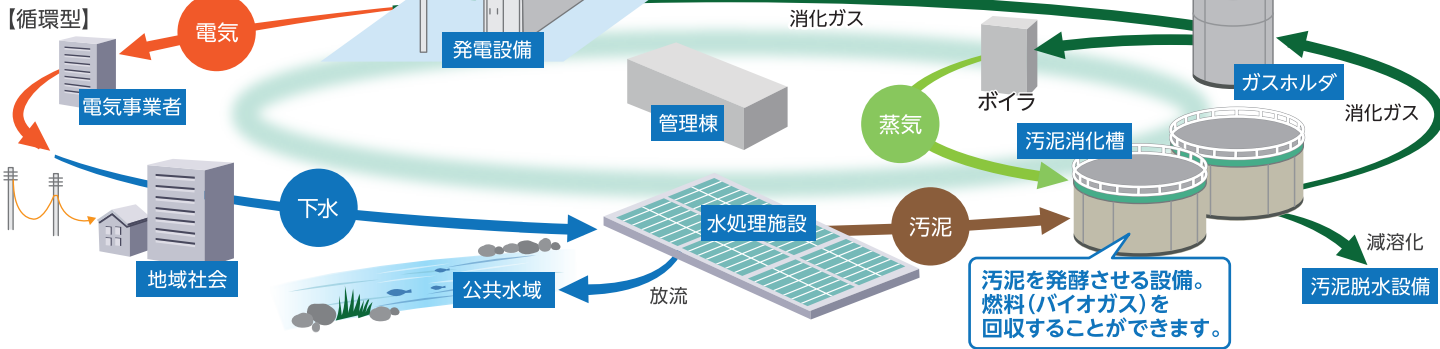 【循環型】
電気
発電設備
消化ガス
電気事業者
管理棟
ボイラ
ガスホルダ
消化ガス
蒸気
汚泥消化槽
下水
水処理施設
汚泥
地域社会
公共水域
放流
減溶化
汚泥脱水設備
汚泥を発酵させる設備。
燃料(バイオガス)を
回収することができます。